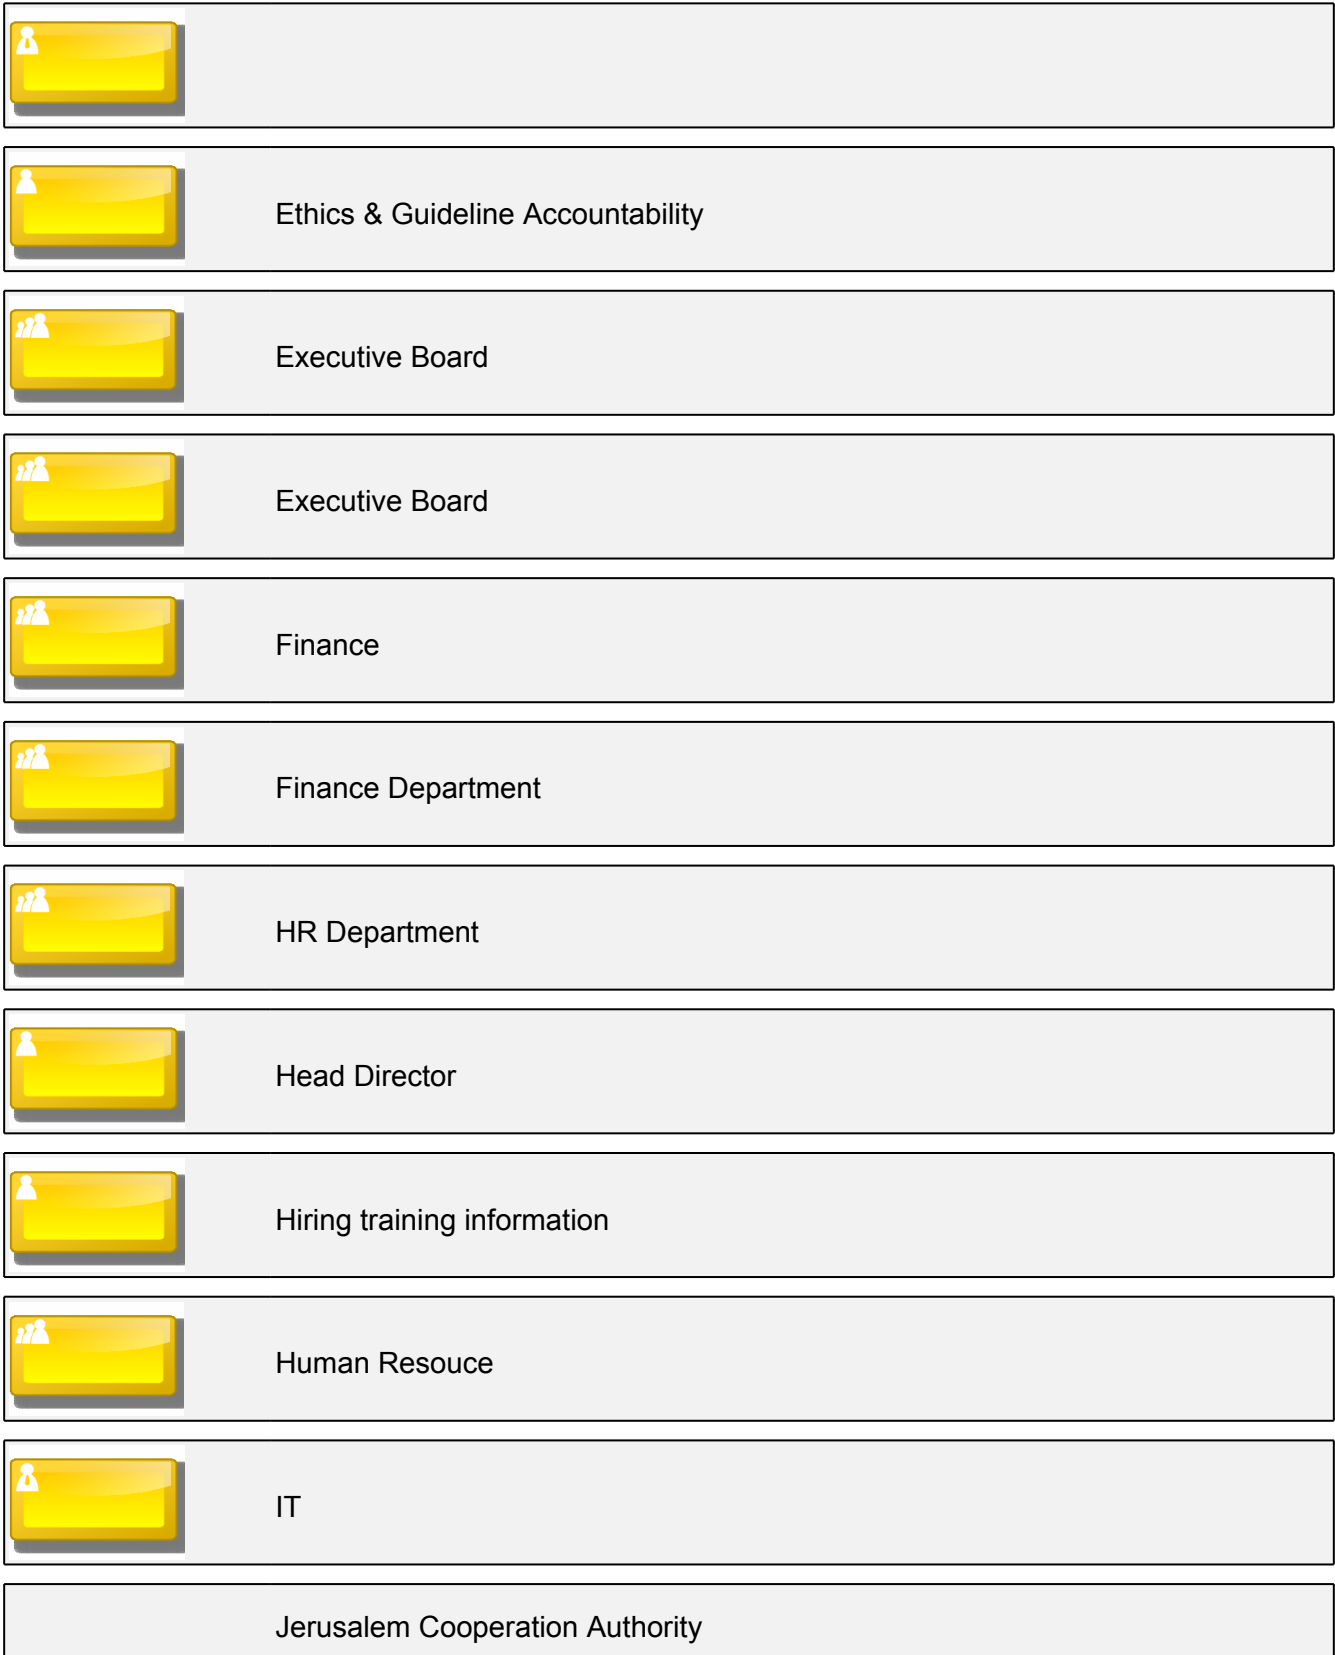 Ethics & Guideline Accountability
Executive Board
Executive Board
Finance
Finance Department
HR Department
Head Director
Hiring training information
Human Resouce
IT
Jerusalem Cooperation Authority